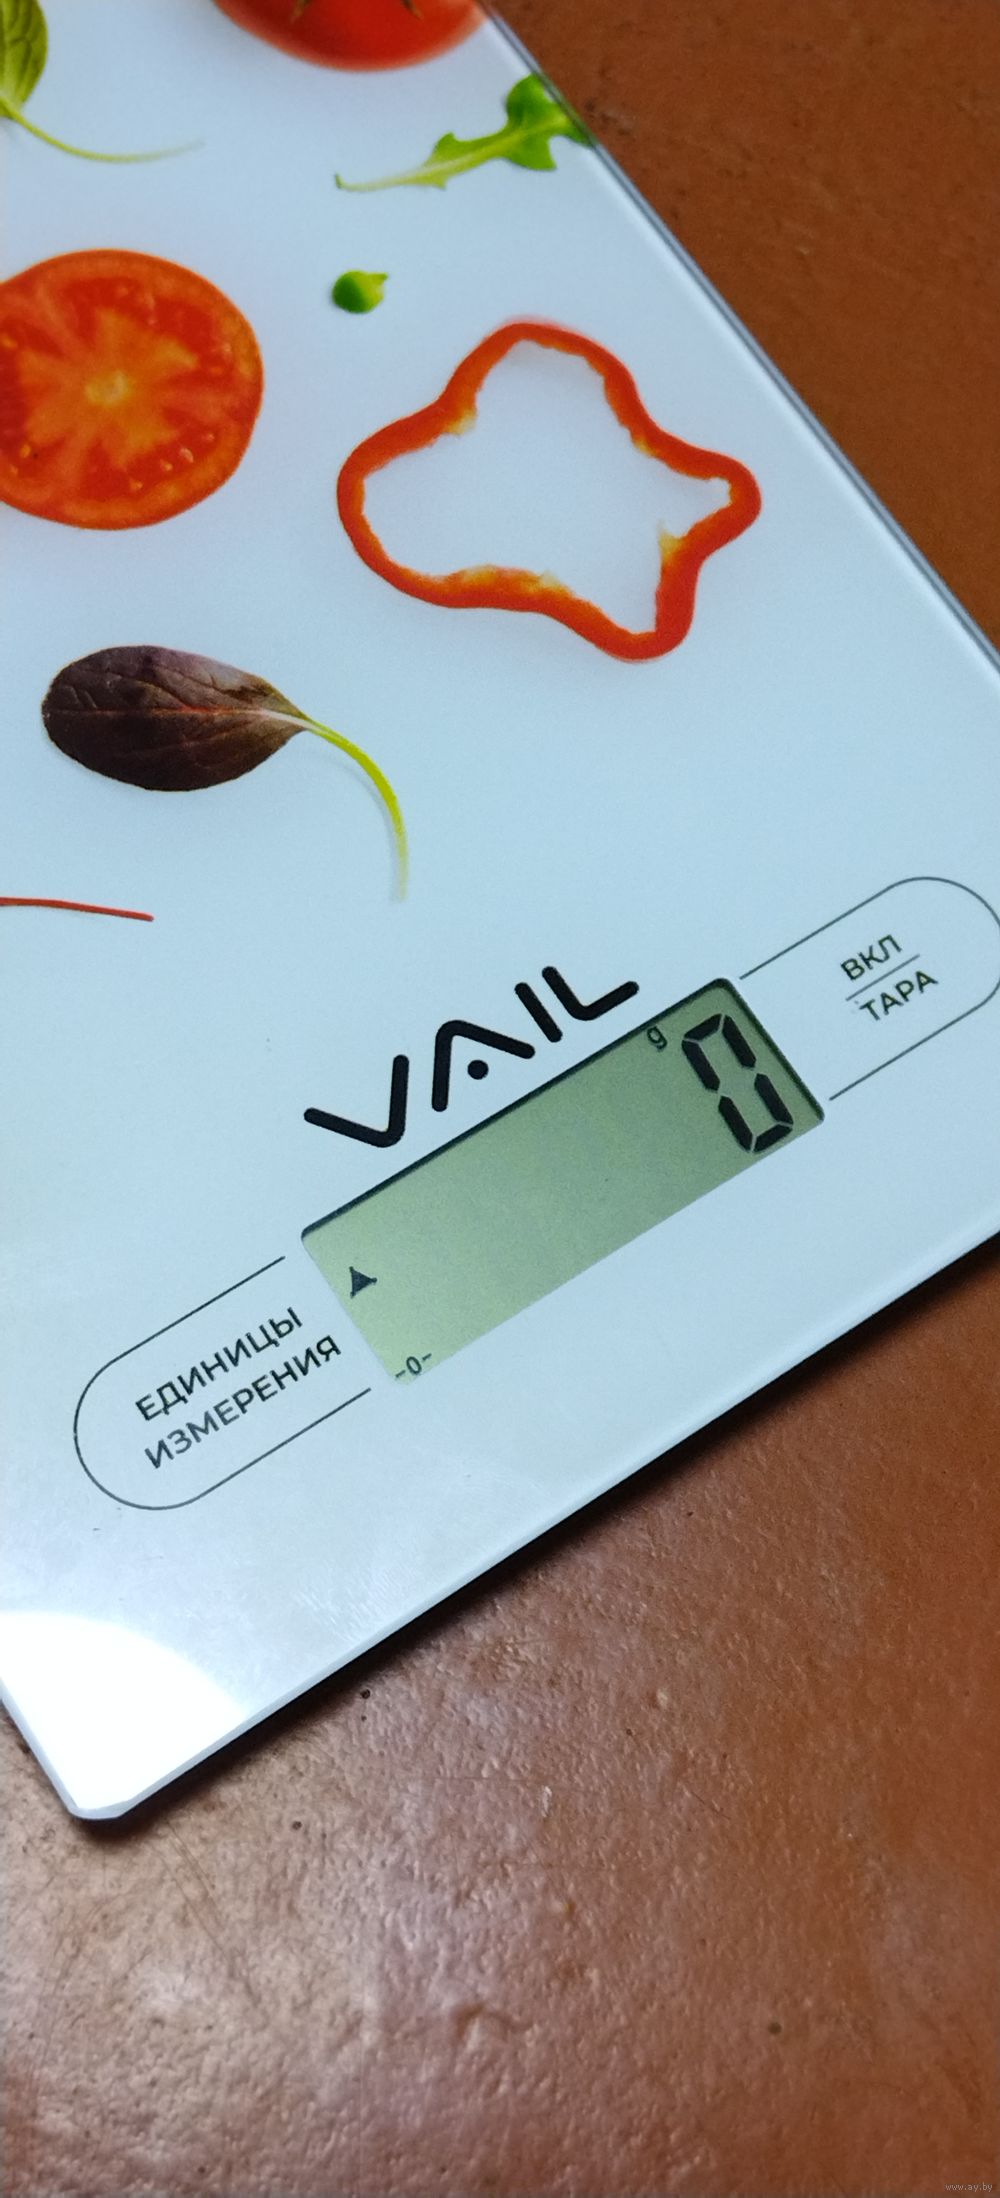 VAIL
g
0
-0-
ВКЛ
ТАРА
ЕДИНИЦЫ
ИЗМЕРЕНИЯ
www.ay.by